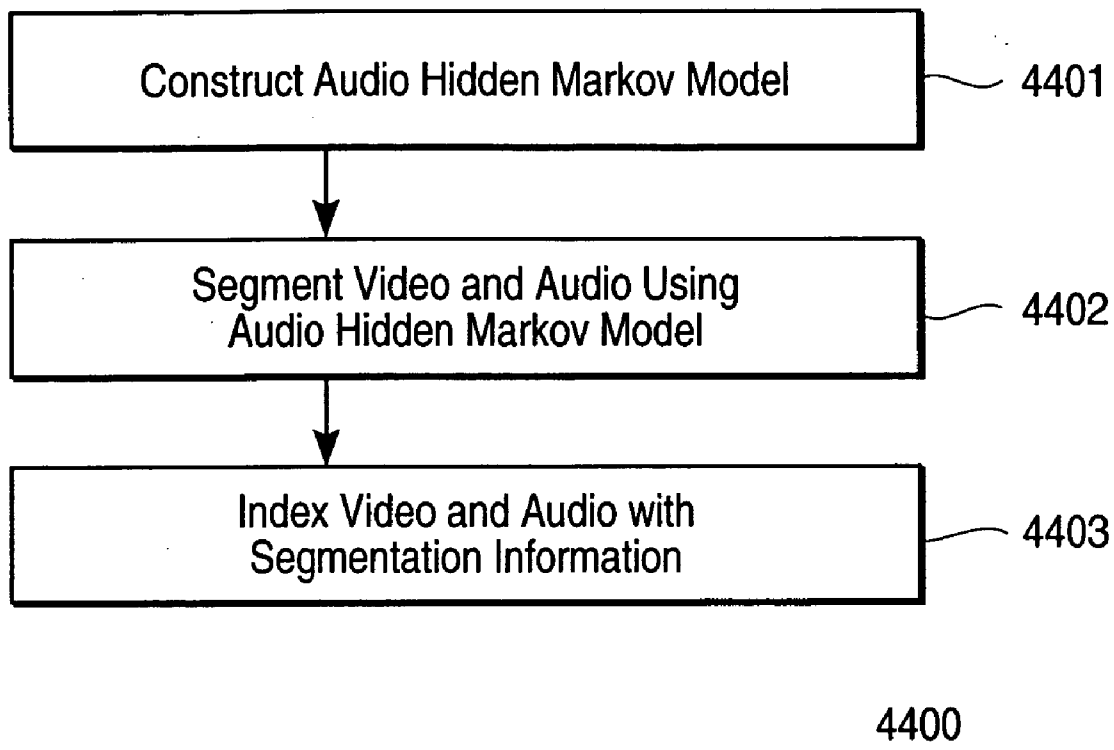 Construct Audio Hidden Markov Model
4401
Segment Video and Audio Using
Audio Hidden Markov Model
4402
Index Video and Audio with
Segmentation Information
4403
4400